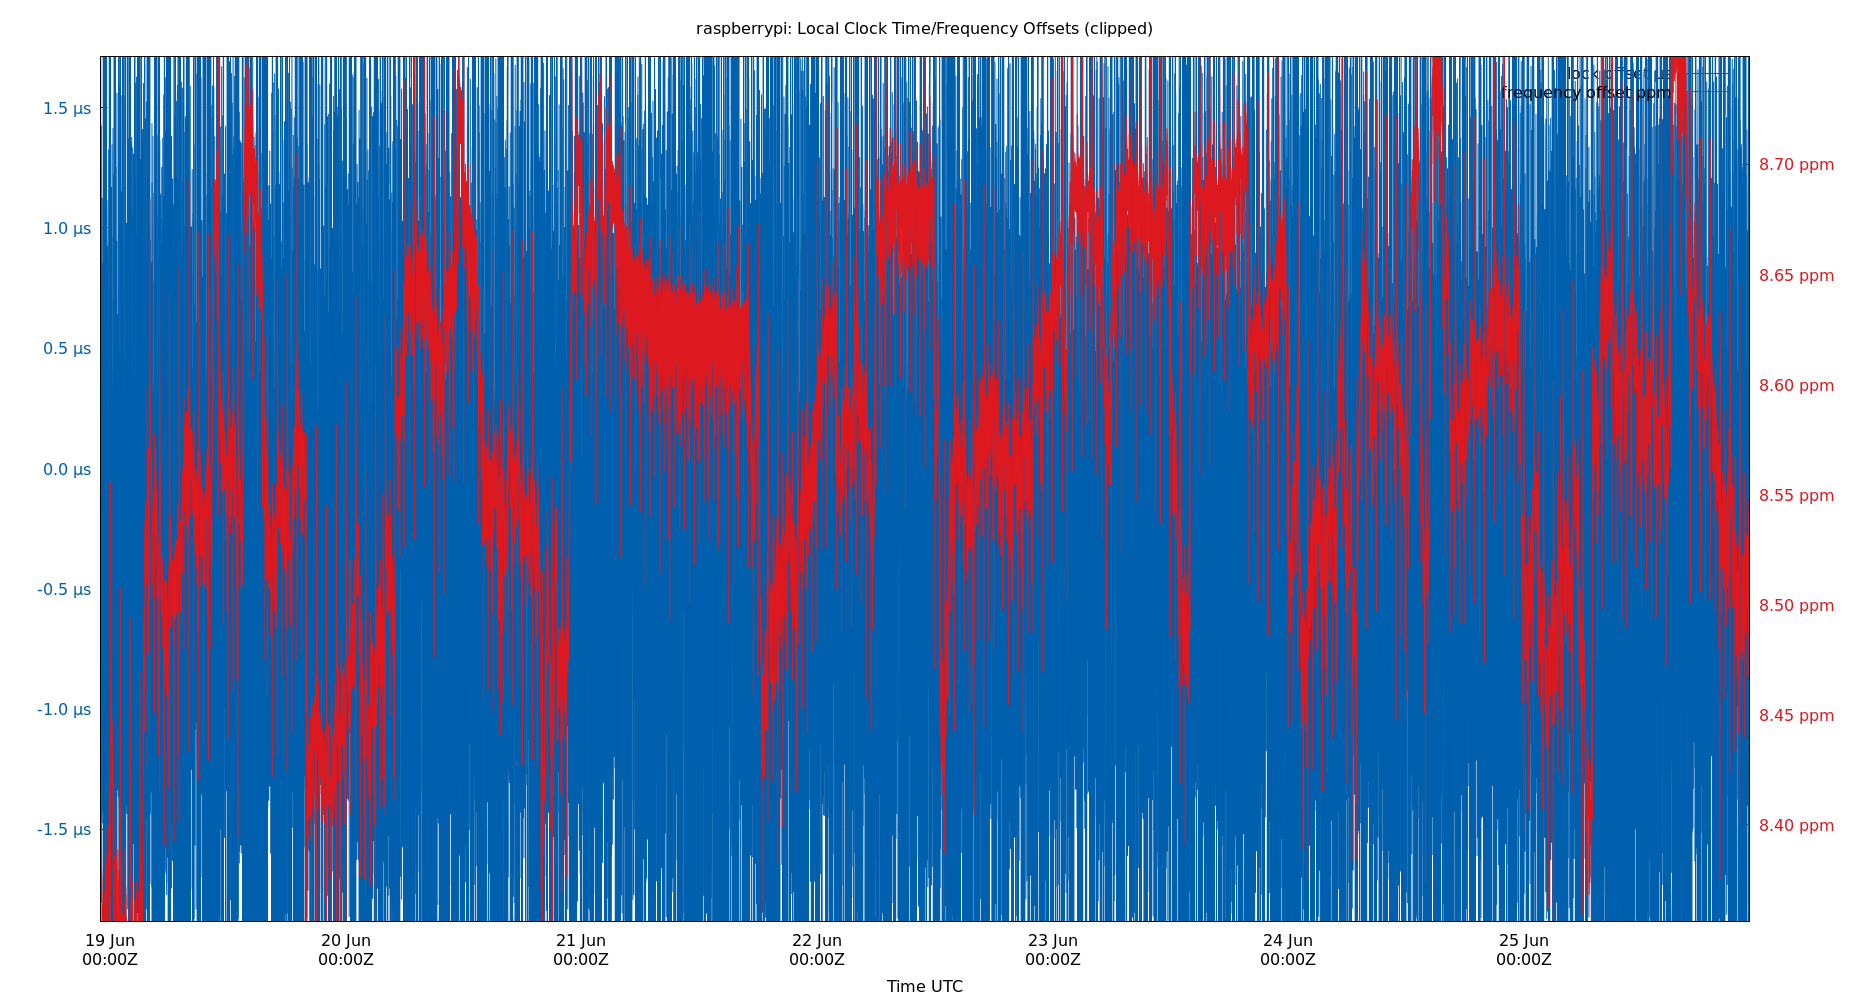 raspberrypi: Local Clock Time/Frequency Offsets (clipped)
frequency offset ppm
1.5 µs
1.0 µs
0.5 µs
0.0 µs
-0.5 µs
-1.0 µs
-1.5 µs
8.70 ppm
8.65 ppm
8.60 ppm
8.55 ppm
8.50 ppm
8.45 ppm
8.40 ppm
19 Jun 20 Jun 21 Jun 22 Jun 23 Jun 24 Jun 25 Jun
00:00Z 00:00Z 00:00Z 00:00Z 00:00Z 00:00Z 00:00Z
Time UTC